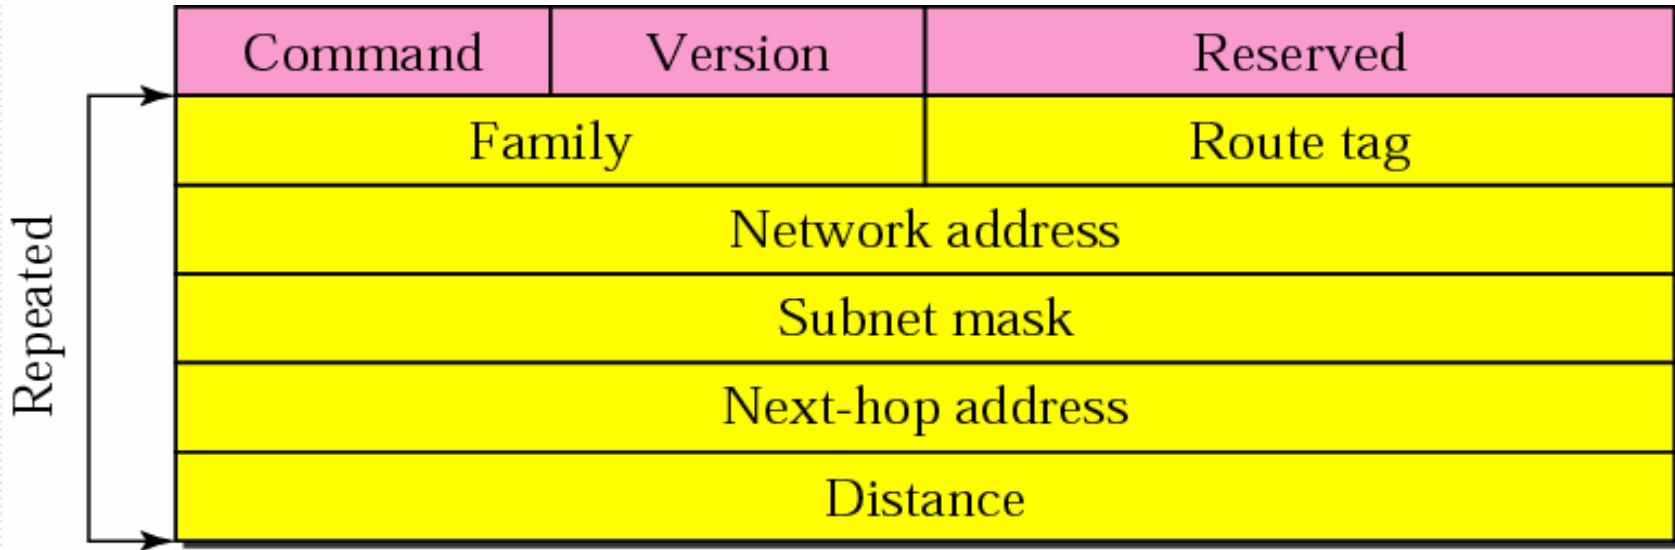 Command Version Reserved
Family Route tag
Network address
Subnet mask
Next-hop address
Distance
Repeated